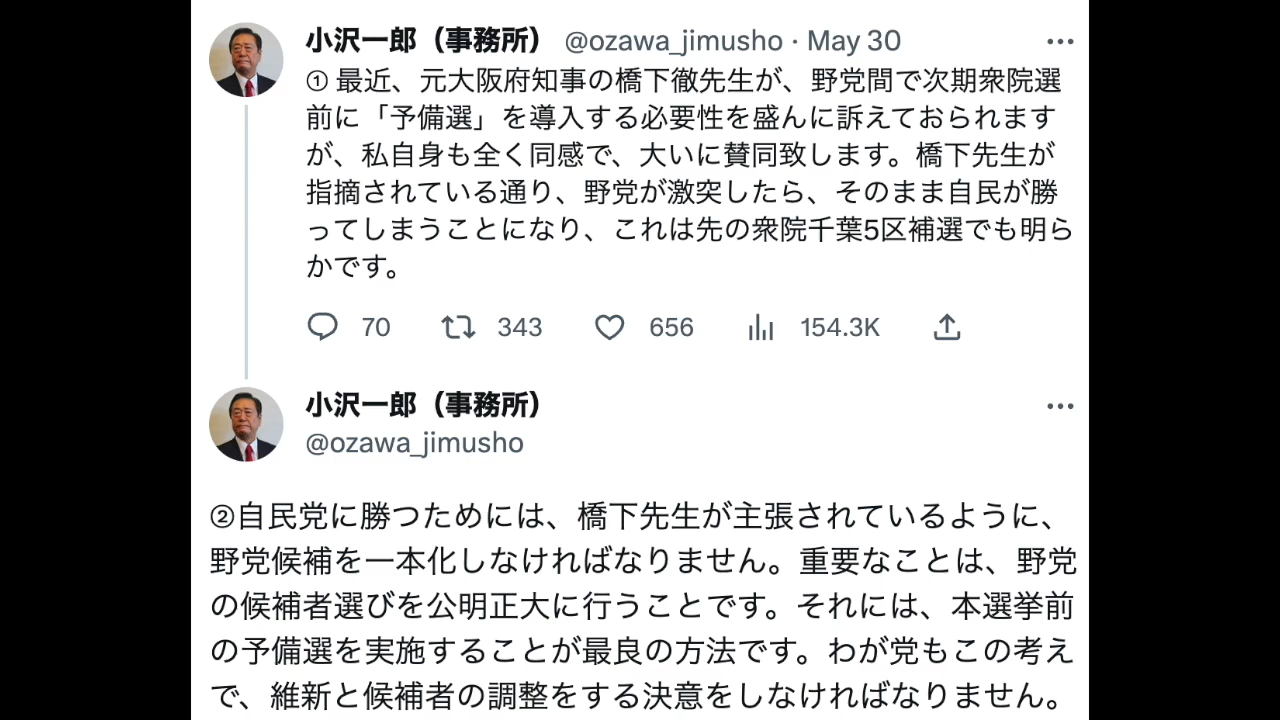 小沢一郎（事務所） @ozawa_jimusho · May 30
① 最近、元大阪府知事の橋下徹先生が、野党間で次期衆院選
前に「予備選」を導入する必要性を盛んに訴えておられます
が、私自身も全く同感で、大いに賛同致します。橋下先生が
指摘されている通り、野党が激突したら、そのまま自民が勝
ってしまうことになり、これは先の衆院千葉5区補選でも明ら
かです。
70 343 656 154.3K
小沢一郎（事務所）
@ozawa_jimusho
②自民党に勝つためには、橋下先生が主張されているように、
野党候補を一本化しなければなりません。重要なことは、野党
の候補者選びを公明正大に行うことです。それには、本選挙前
の予備選を実施することが最良の方法です。わが党もこの考え
で、維新と候補者の調整をする決意をしなければなりません。